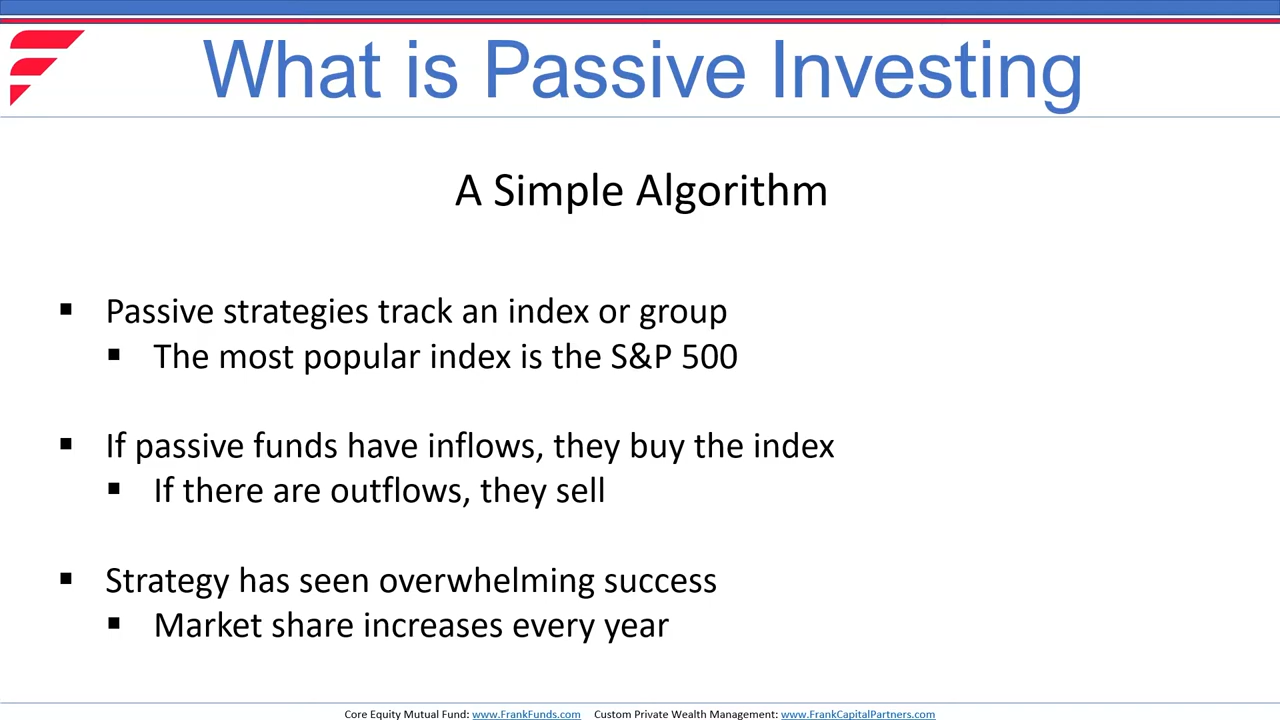 What is Passive Investing
A Simple Algorithm
▪ Passive strategies track an index or group
▪ The most popular index is the S&P 500
▪ If passive funds have inflows, they buy the index
▪ If there are outflows, they sell
▪ Strategy has seen overwhelming success
▪ Market share increases every year
Core Equity Mutual Fund: www.FrankFunds.com Custom Private Wealth Management: www.FrankCapitalPartners.com